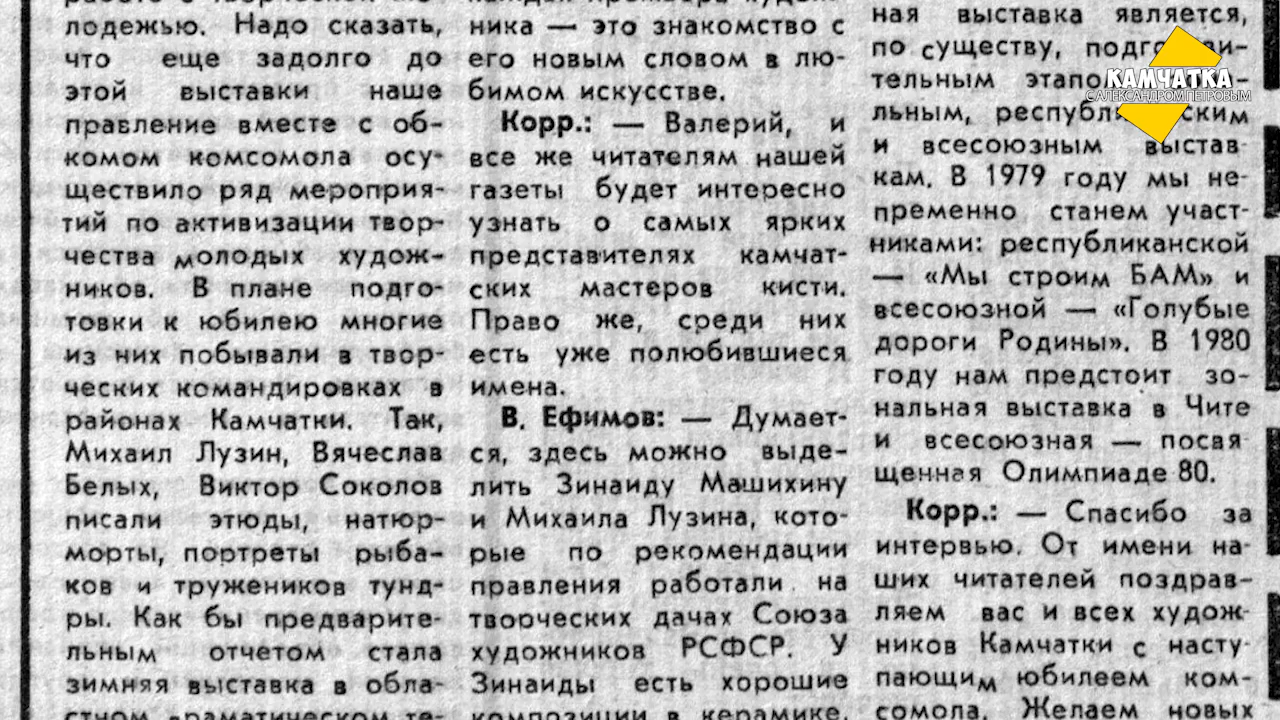 лодежью. Надо сказать,
что еще задолго до
этой выставки наше
правление вместе с об-
комом комсомола осу-
ществило ряд мероприя-
тий по активизации твор-
чества молодых худож-
ников. В плане подго-
товки к юбилею многие
из них побывали в твор-
ческих командировках в
районах Камчатки. Так,
Михаил Лузин, Вячеслав
Белых, Виктор Соколов
писали этюды, натюр-
морты, портреты рыба-
ков и тружеников тунд-
ры. Как бы предварите-
льным отчетом стала
зимняя выставка в обла-
ника — это знакомство с
его новым словом в лю-
бимом искусстве.
Корр.: — Валерий, и
все же читателям нашей
газеты будет интересно
узнать о самых ярких
представителях камчат-
ских мастеров кисти.
Право же, среди них
есть уже полюбившиеся
имена.
В. Ефимов: — Думает-
ся, здесь можно выде-
лить Зинаиду Машихину
и Михаила Лузина, кото-
рые по рекомендации
правления работали на
творческих дачах Союза
художников РСФСР. У
Зинаиды есть хорошие
композиции в керамике,
ная выставка является,
по существу,
тельным
и всесоюзным выстав-
кам. В 1979 году мы не-
пременно станем участ-
никами: республиканской
— «Мы строим БАМ» и
всесоюзной — «Голубые
дороги Родины». В 1980
году нам предстоит зо-
нальная выставка в Чите
и всесоюзная — посвя-
щенная Олимпиаде 80.
Корр.: — Спасибо за
интервью. От имени на-
ших читателей поздрав-
ляем вас и всех худож-
ников Камчатки с насту-
пающим юбилеем ком-
сомола. Желаем новых
КАМЧАТКА
С АЛЕКСАНДРОМ ПЕТРОВЫМ